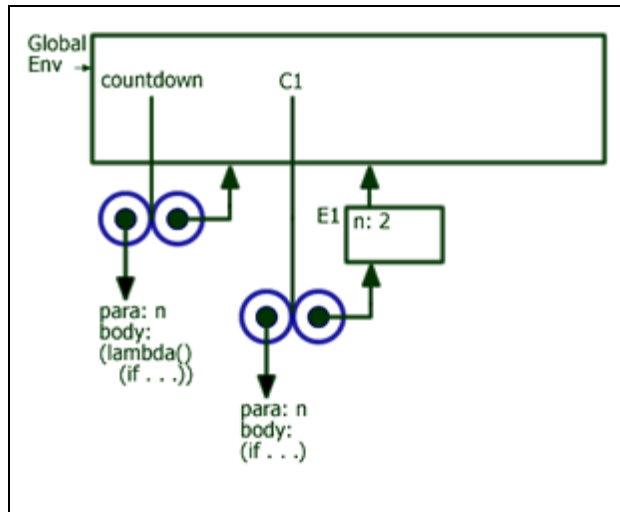 Global
Env
countdown
C1
E1
n: 2
para: n
body:
(lambda()
(if . . .))
para: n
body:
(if . . .)